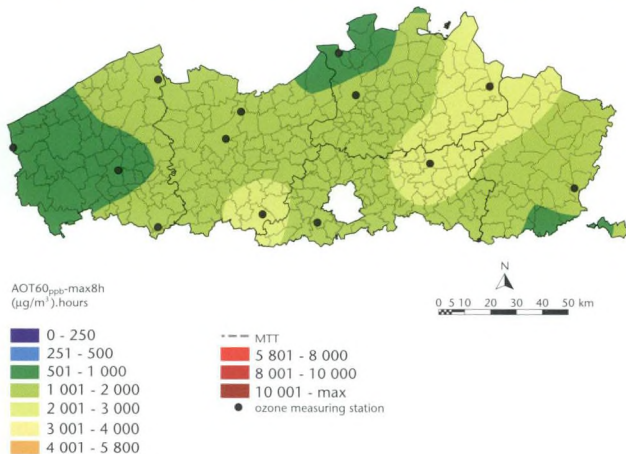 AOT60ppb-max8h
(µg/m³).hours
0 - 250
251 - 500
501 - 1 000
1 001 - 2 000
2 001 - 3 000
3 001 - 4 000
4 001 - 5 800
MTT
5 801 - 8 000
8 001 - 10 000
10 001 - max
ozone measuring station
N
0 5 10 20 30 40 50 km